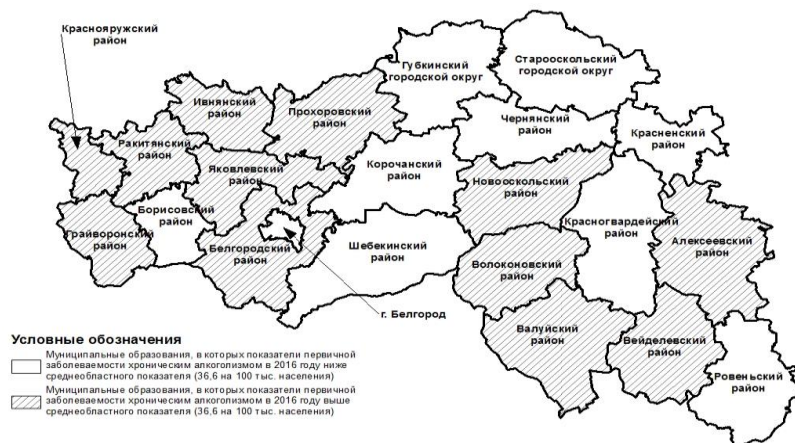 Краснояружский
район
Губкинский
городской округ
Старооскольский
городской округ
Ивнянский
район
Прохоровский
район
Чернянский
район
Красненский
район
Ракитянский
район
Яковлевский
район
Корочанский
район
Новооскольский
район
Борисовский
район
Грайворонский
район
Белгородский
район
Шебекинский
район
Красногвардейский
район
Алексеевский
район
Волоконовский
район
г. Белгород
Валуйский
район
Вейделевский
район
Ровеньский
район
Условные обозначения
Муниципальные образования, в которых показатели первичной
заболеваемости хроническим алкоголизмом в 2016 году ниже
среднеобластного показателя (36,6 на 100 тыс. населения)
Муниципальные образования, в которых показатели первичной
заболеваемости хроническим алкоголизмом в 2016 году выше
среднеобластного показателя (36,6 на 100 тыс. населения)